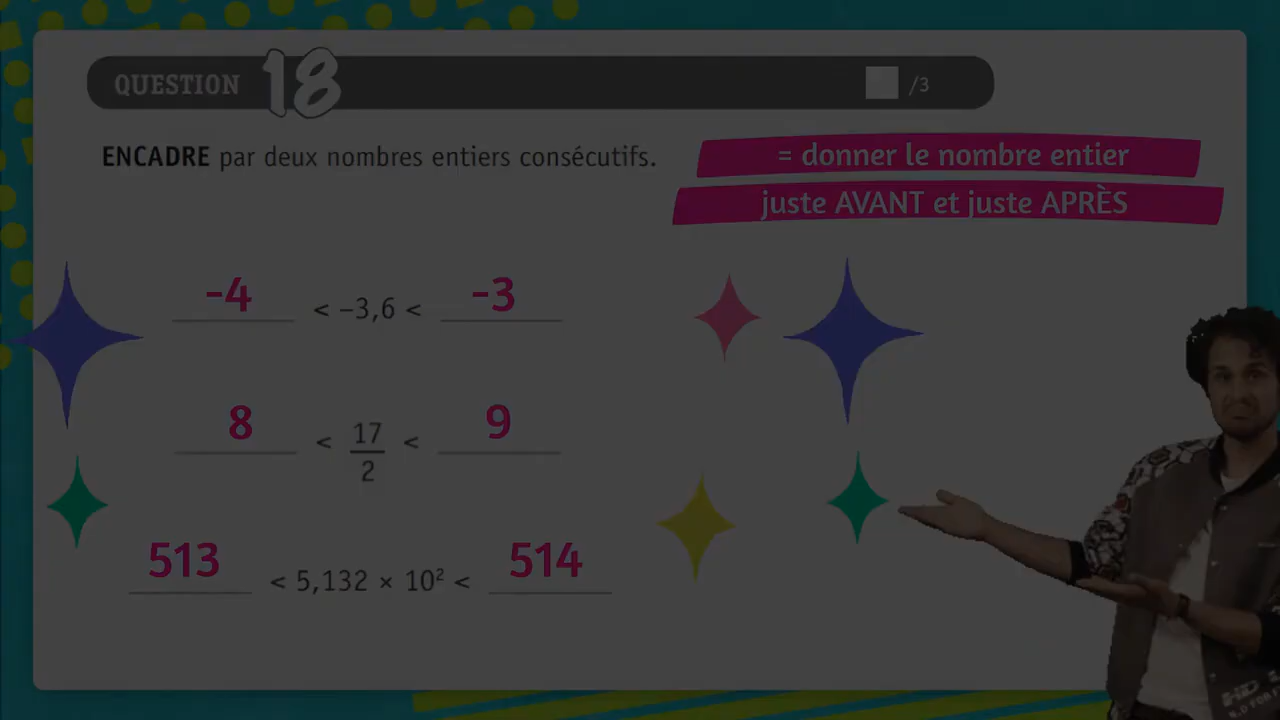 QUESTION 18 /3
ENCADRE par deux nombres entiers consécutifs.
= donner le nombre entier
juste AVANT et juste APRÈS
-4 < –3,6 < -3
8 < 17/2 < 9
513 < 5,132 × 10² < 514